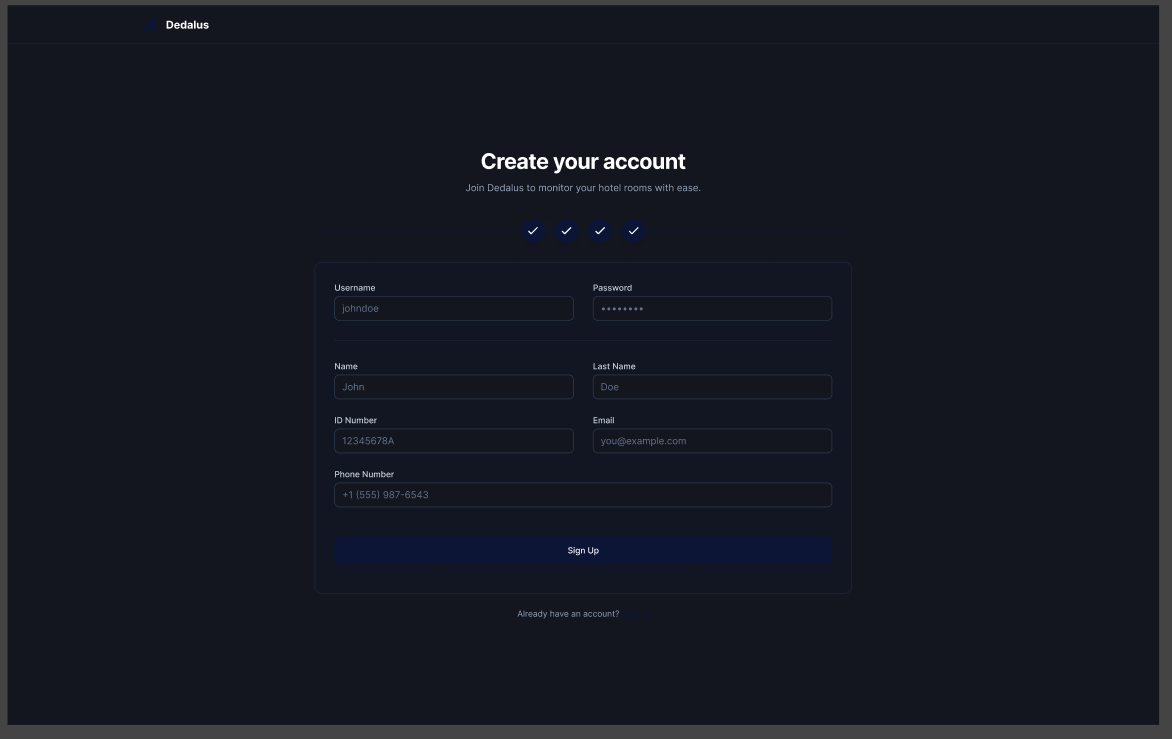 Dedalus
Create your account
Join Dedalus to monitor your hotel rooms with ease.
Username
Password
johndoe
••••••••
Name
Last Name
John
Doe
ID Number
Email
12345678A
you@example.com
Phone Number
+1 (555) 987-6543
Sign Up
Already have an account?